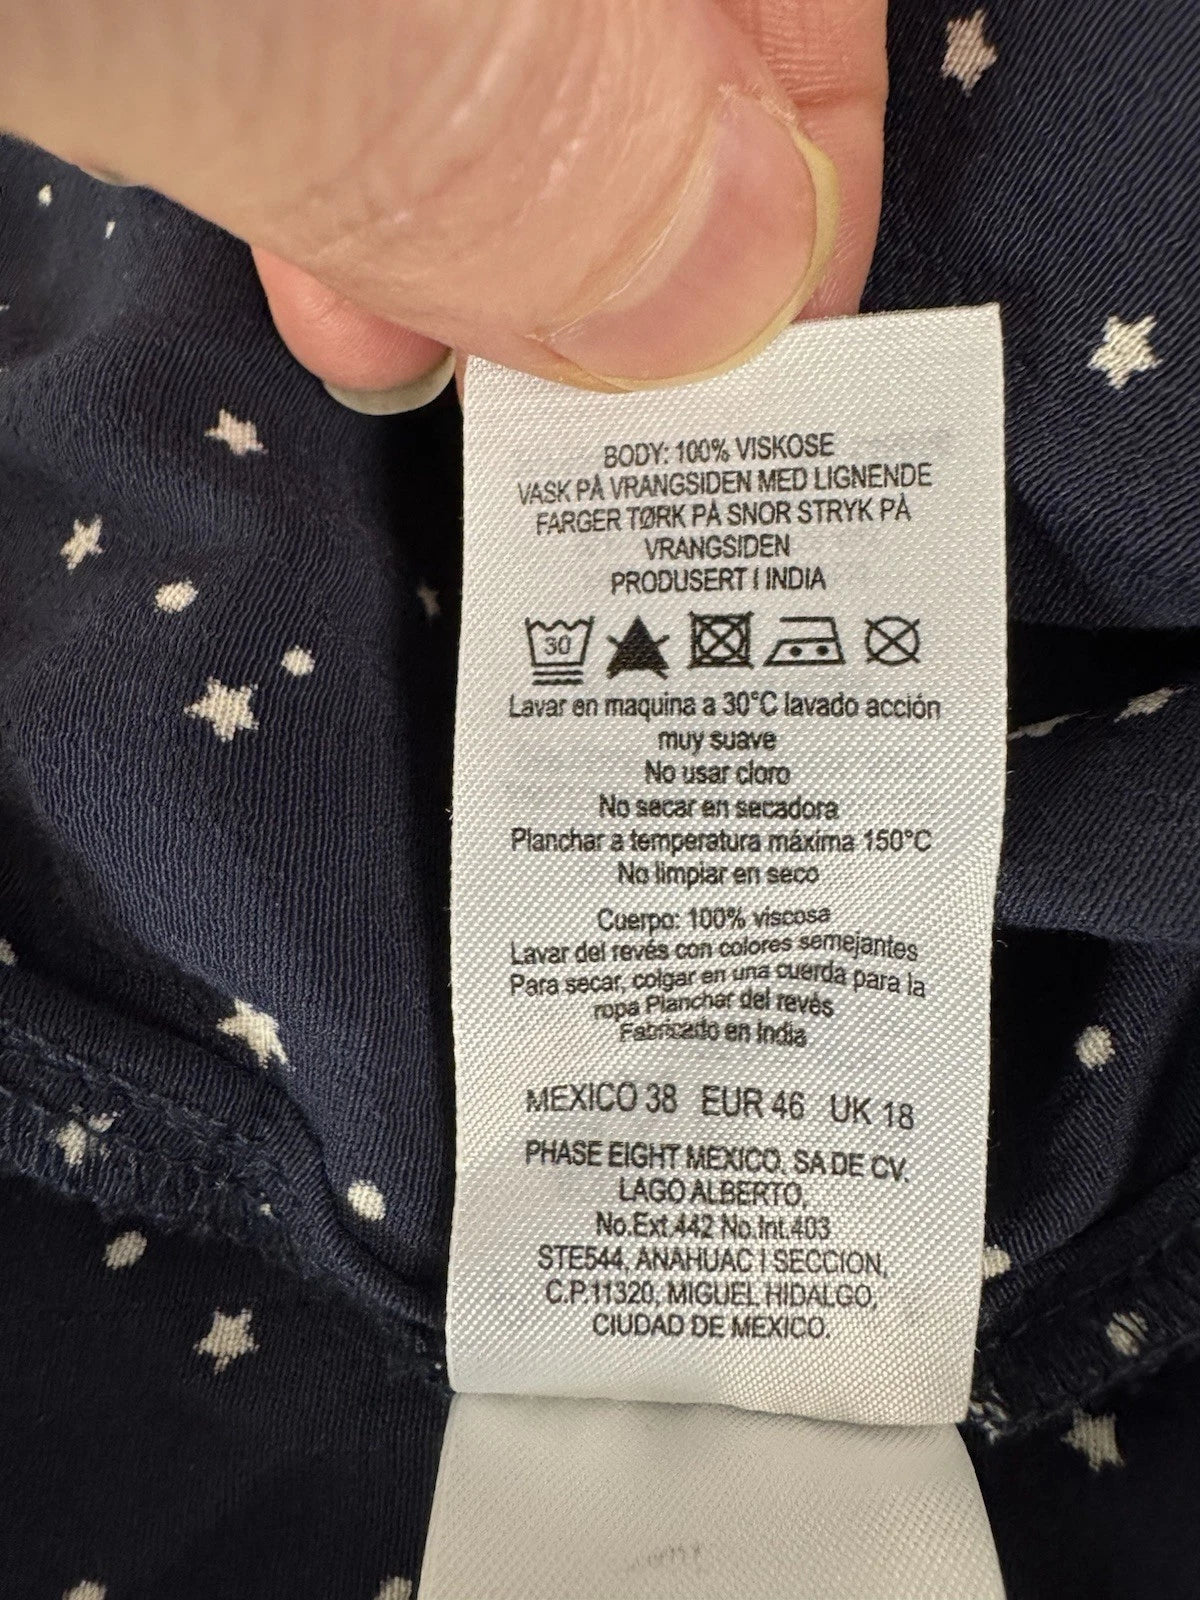 BODY: 100% VISKOSE
VASK PÅ VRANGSIDEN MED LIGNENDE
FARGER TØRK PÅ SNOR STRYK PÅ
VRANGSIDEN
PRODUSERT I INDIA
30
Lavar en maquina a 30°C lavado acción
muy suave
No usar cloro
No secar en secadora
Planchar a temperatura máxima 150°C
No limpiar en seco
Cuerpo: 100% viscosa
Lavar del revés con colores semejantes
Para secar, colgar en una cuerda para la
ropa Planchar del revés
Fabricado en India
MEXICO 38 EUR 46 UK 18
PHASE EIGHT MEXICO, SA DE CV.
LAGO ALBERTO,
No.Ext.442 No.Int.403
STE544, ANAHUAC I SECCION,
C.P.11320, MIGUEL HIDALGO,
CIUDAD DE MEXICO.